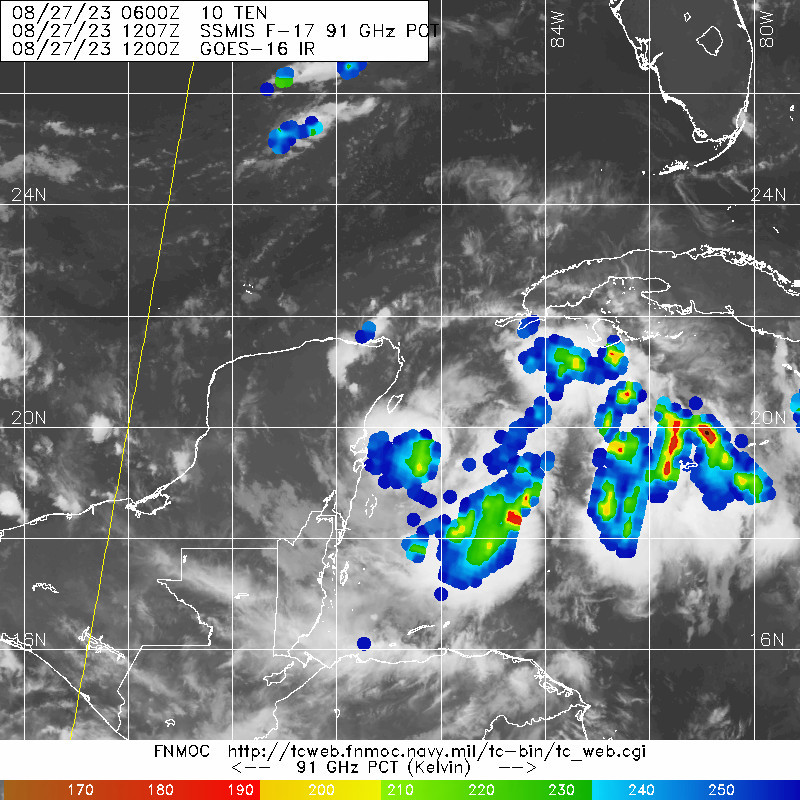 08/27/23 0600Z 10 TEN
08/27/23 1207Z SSMIS F-17 91 GHz PCT
08/27/23 1200Z GOES-16 IR
84W 80W
24N 24N
20N 20N
16N 16N
FNMOC http://tcweb.fnmoc.navy.mil/tc-bin/tc_web.cgi
<-- 91 GHz PCT (Kelvin) -->
170 180 190 200 210 220 230 240 250